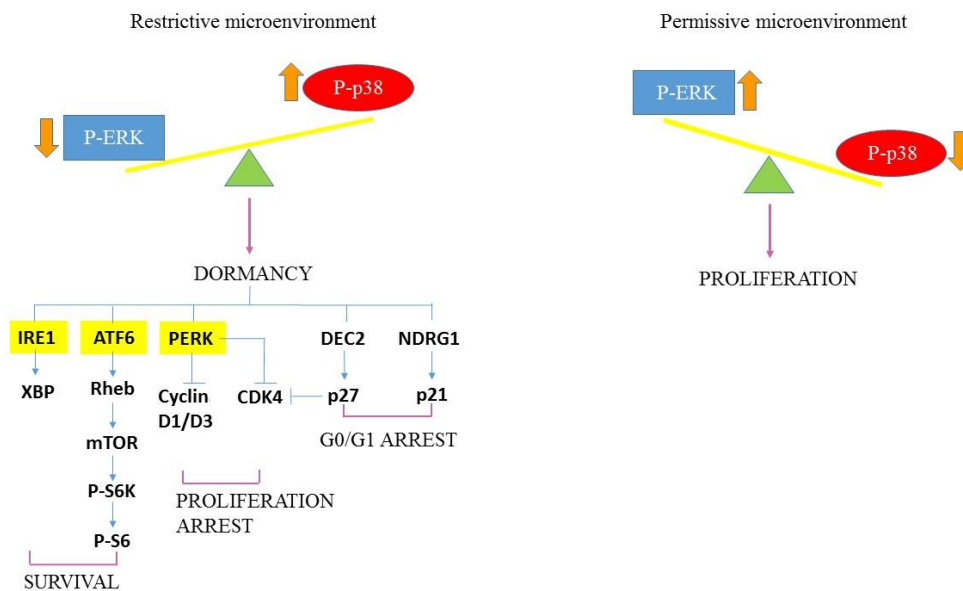 Restrictive microenvironment
Permissive microenvironment
P-p38
P-ERK
P-ERK
P-p38
DORMANCY
PROLIFERATION
IRE1
ATF6
PERK
DEC2
NDRG1
XBP
Rheb
Cyclin
D1/D3
CDK4
p27
p21
mTOR
G0/G1 ARREST
P-S6K
PROLIFERATION
ARREST
P-S6
SURVIVAL